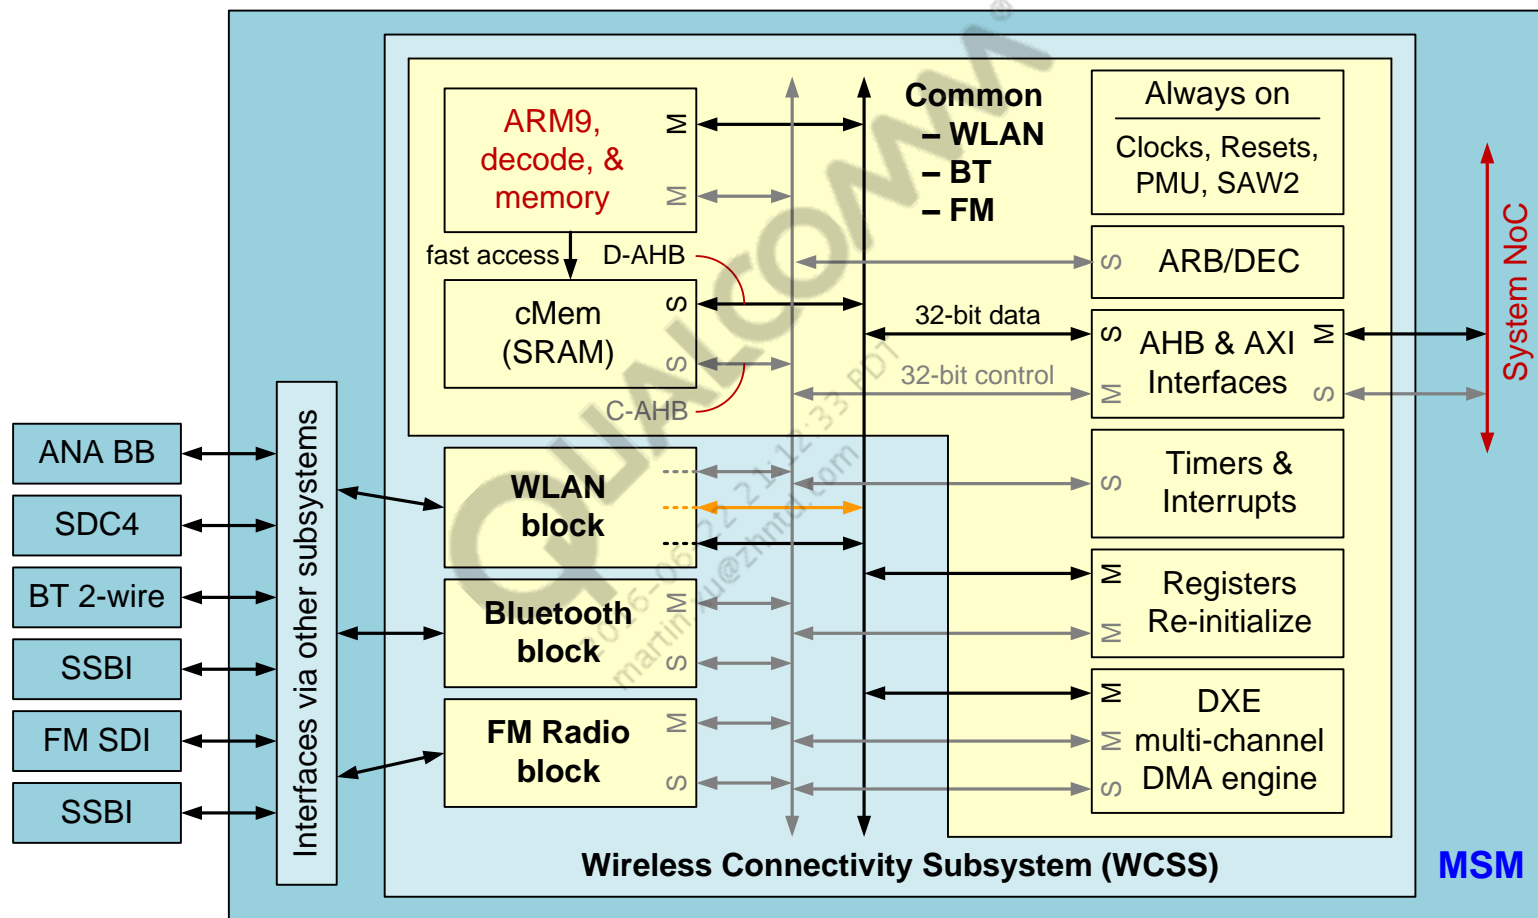 ARM9,
decode, &
memory
M
M
fast access
D-AHB
cMem
(SRAM)
S
S
C-AHB
Common
– WLAN
– BT
– FM
Always on
Clocks, Resets,
PMU, SAW2
S
ARB/DEC
32-bit data
32-bit control
S
M
AHB & AXI
Interfaces
M
S
System NoC
S
Timers &
Interrupts
M
M
Registers
Re-initialize
M
M
S
DXE
multi-channel
DMA engine
WLAN
block
Bluetooth
block
M
S
FM Radio
block
M
S
Interfaces via other subsystems
ANA BB
SDC4
BT 2-wire
SSBI
FM SDI
SSBI
Wireless Connectivity Subsystem (WCSS)
MSM
QUALCOMM®